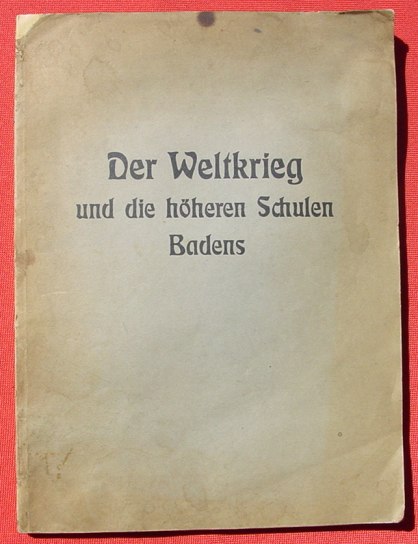 Der Weltkrieg
und die höheren Schulen
Badens